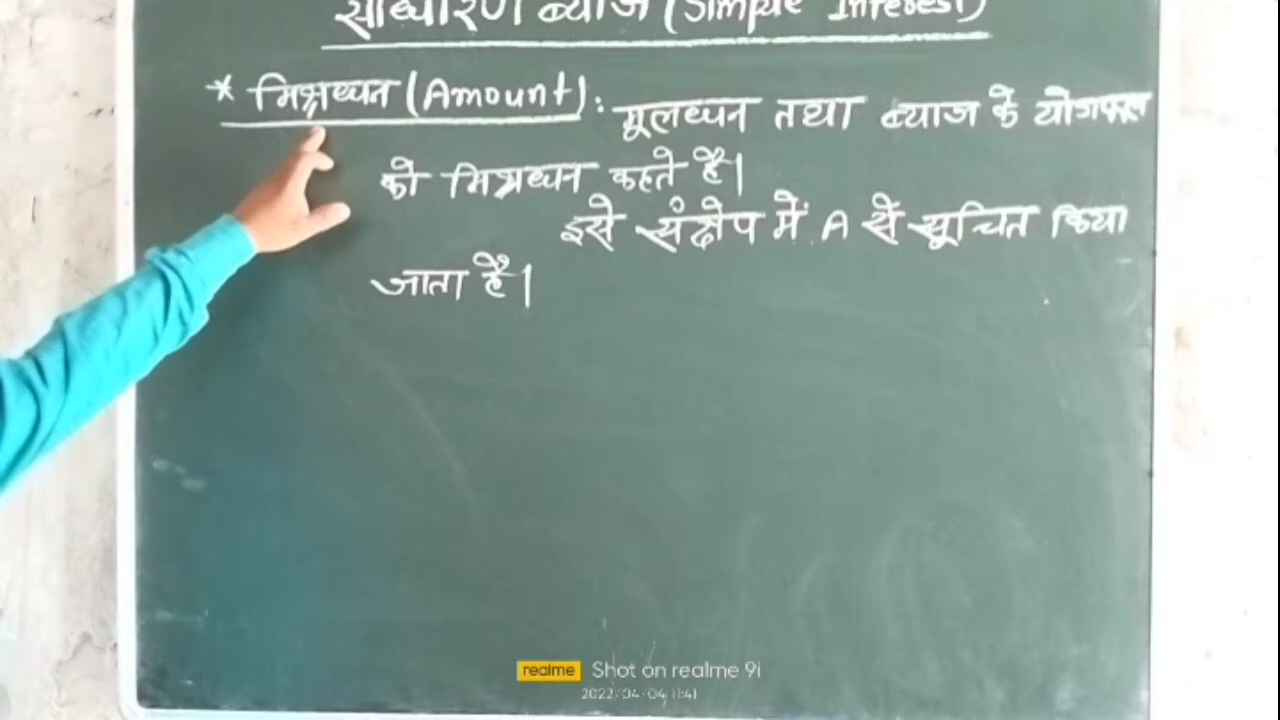 साधारण ब्याज (Simple Interest)
* मिश्रधन (Amount) : मूलधन तथा ब्याज के योगफल
को मिश्रधन कहते है।
इसे संक्षेप में A से सूचित किया
जाता है।
realme Shot on realme 9i
2022/04/04 11:41